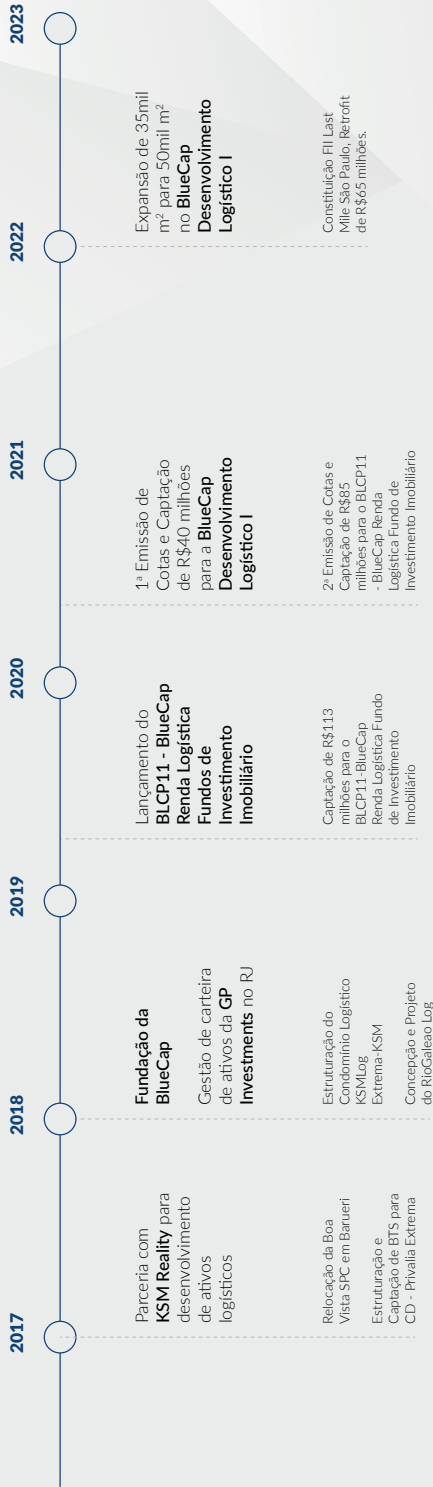 2017
2018
2019
2020
2021
2022
2023
Parceria com
KSM Reality para
desenvolvimento
de ativos
logísticos
Relocação da Boa
Vista SPC em Barueri
Estruturação e
Captação de BTS para
CD - Privalia Extrema
Fundação da
BlueCap
Gestão de carteira
de ativos da GP
Investments no RJ
Estruturação do
Condomínio Logístico
KSMLog
Extrema-KSM
Concepção e Projeto
do RioGaleao Log
Lançamento do
BLCP11 - BlueCap
Renda Logística
Fundos de
Investimento
Imobiliário
Captação de R$113
milhões para o
BLCP11-BlueCap
Renda Logística Fundo
de Investimento
Imobiliário
1ª Emissão de
Cotas e Captação
de R$40 milhões
para a BlueCap
Desenvolvimento
Logístico I
2ª Emissão de Cotas e
Captação de R$85
milhões para o BLCP11
- BlueCap Renda
Logística Fundo de
Investimento Imobiliário
Expansão de 35mil
m² para 50mil m²
no BlueCap
Desenvolvimento
Logístico I
Constituição FII Last
Mile São Paulo, Retrofit
de R$65 milhões.